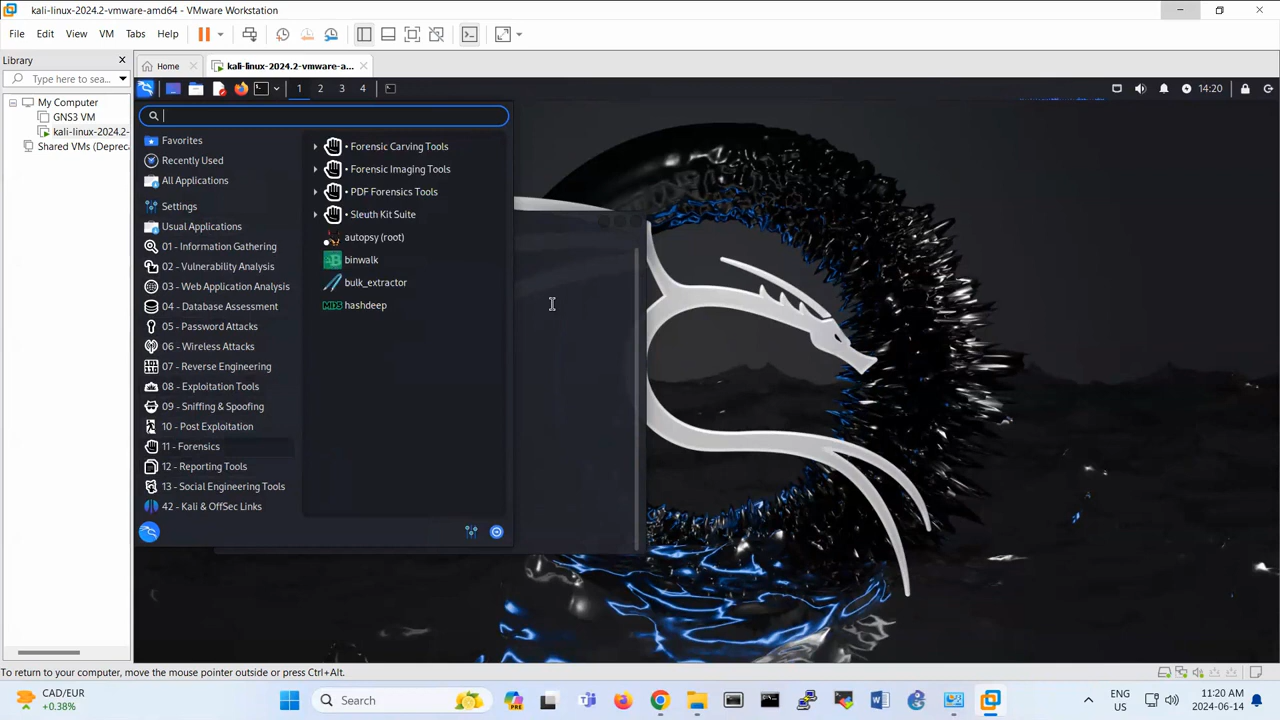 kali-linux-2024.2-vmware-amd64 - VMware Workstation
File Edit View VM Tabs Help
Library
Type here to sea...
My Computer
GNS3 VM
kali-linux-2024.2-
Shared VMs (Deprec
Home
kali-linux-2024.2-vmware-a...
1 2 3 4
14:20
Favorites
Recently Used
All Applications
Settings
Usual Applications
01 - Information Gathering
02 - Vulnerability Analysis
03 - Web Application Analysis
04 - Database Assessment
05 - Password Attacks
06 - Wireless Attacks
07 - Reverse Engineering
08 - Exploitation Tools
09 - Sniffing & Spoofing
10 - Post Exploitation
11 - Forensics
12 - Reporting Tools
13 - Social Engineering Tools
42 - Kali & OffSec Links
• Forensic Carving Tools
• Forensic Imaging Tools
• PDF Forensics Tools
• Sleuth Kit Suite
autopsy (root)
binwalk
bulk_extractor
MD5
hashdeep
To return to your computer, move the mouse pointer outside or press Ctrl+Alt.
CAD/EUR
+0.38%
Search
PRE
ENG
US
11:20 AM
2024-06-14